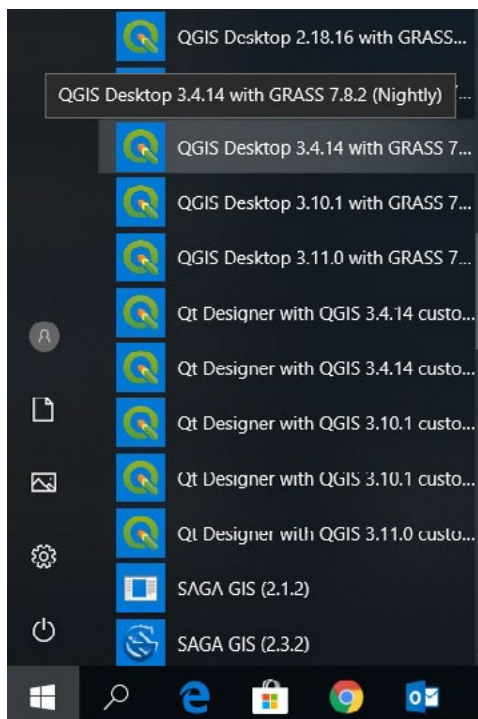 QGIS Desktop 2.18.16 with GRASS...
QGIS Desktop 3.4.14 with GRASS 7.8.2 (Nightly)
...
QGIS Desktop 3.4.14 with GRASS 7...
QGIS Desktop 3.10.1 with GRASS 7...
QGIS Desktop 3.11.0 with GRASS 7...
Qt Designer with QGIS 3.4.14 custo...
Qt Designer with QGIS 3.4.14 custo...
Qt Designer with QGIS 3.10.1 custo...
Qt Designer with QGIS 3.10.1 custo...
Qt Designer with QGIS 3.11.0 custo...
SAGA GIS (2.1.2)
SAGA GIS (2.3.2)